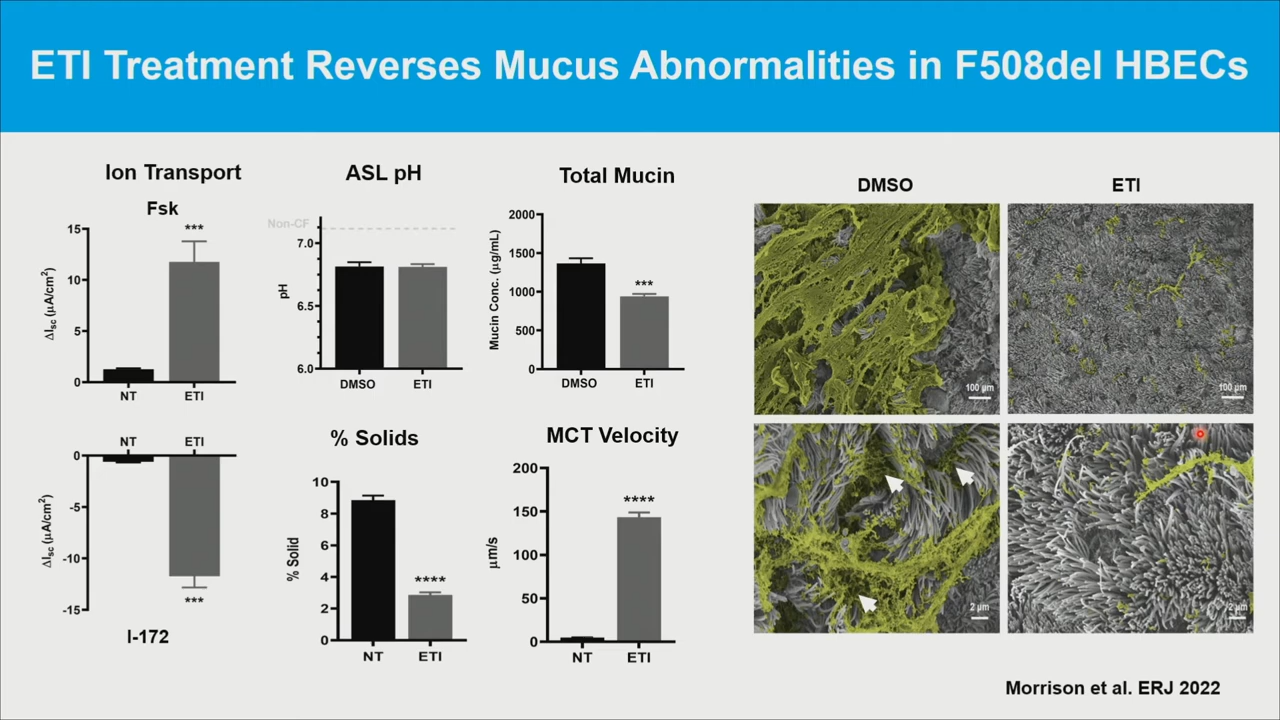 ETI Treatment Reverses Mucus Abnormalities in F508del HBECs
Ion Transport
Fsk
15
10
5
0
ΔIsc (μA/cm²)
***
NT
ETI
NT
ETI
0
-5
-10
-15
ΔIsc (μA/cm²)
***
I-172
ASL pH
Non-CF
7.0
6.5
6.0
pH
DMSO
ETI
Total Mucin
2000
1500
1000
500
0
Mucin Conc. (μg/mL)
***
DMSO
ETI
% Solids
10
8
6
4
2
0
% Solid
****
NT
ETI
MCT Velocity
200
150
100
50
0
μm/s
****
NT
ETI
DMSO
ETI
100 μm
100 μm
2 μm
2 μm
Morrison et al. ERJ 2022